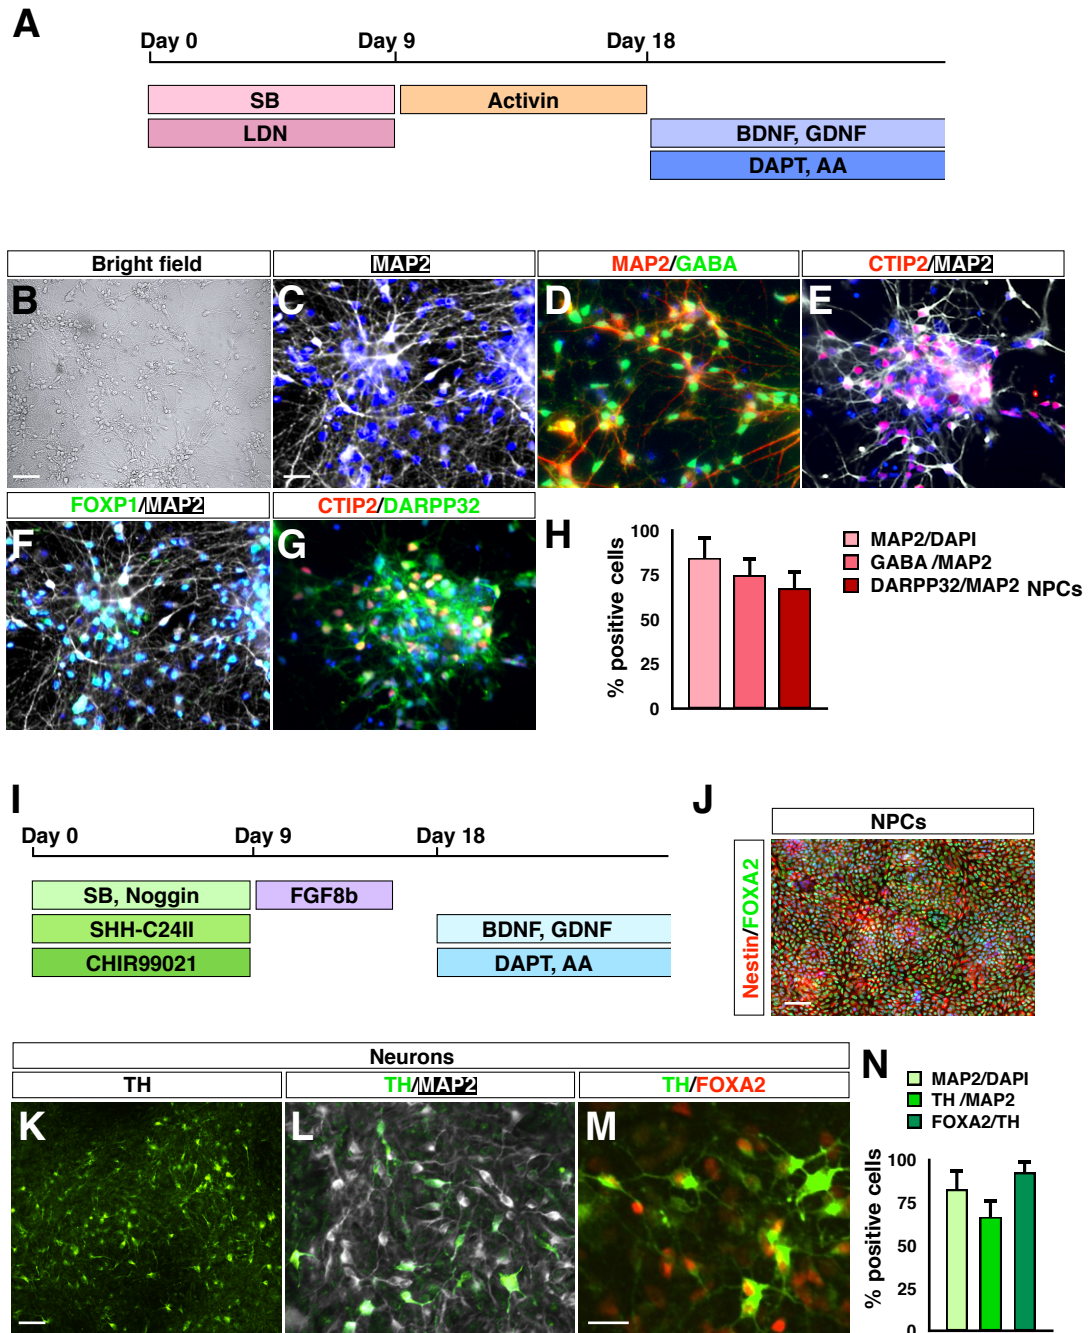 A
Day 0 Day 9 Day 18
SB Activin
LDN BDNF, GDNF
DAPT, AA
Bright field MAP2 MAP2/GABA CTIP2/MAP2
B C D E
FOXP1/MAP2 CTIP2/DARPP32
F G H
% positive cells
100
75
50
25
0
MAP2/DAPI
GABA /MAP2
DARPP32/MAP2 NPCs
I
Day 0 Day 9 Day 18
SB, Noggin FGF8b
SHH-C24II BDNF, GDNF
CHIR99021 DAPT, AA
J
NPCs
Nestin/FOXA2
Neurons
TH TH/MAP2 TH/FOXA2
K L M
N
MAP2/DAPI
TH /MAP2
FOXA2/TH
% positive cells
100
75
50
25
0